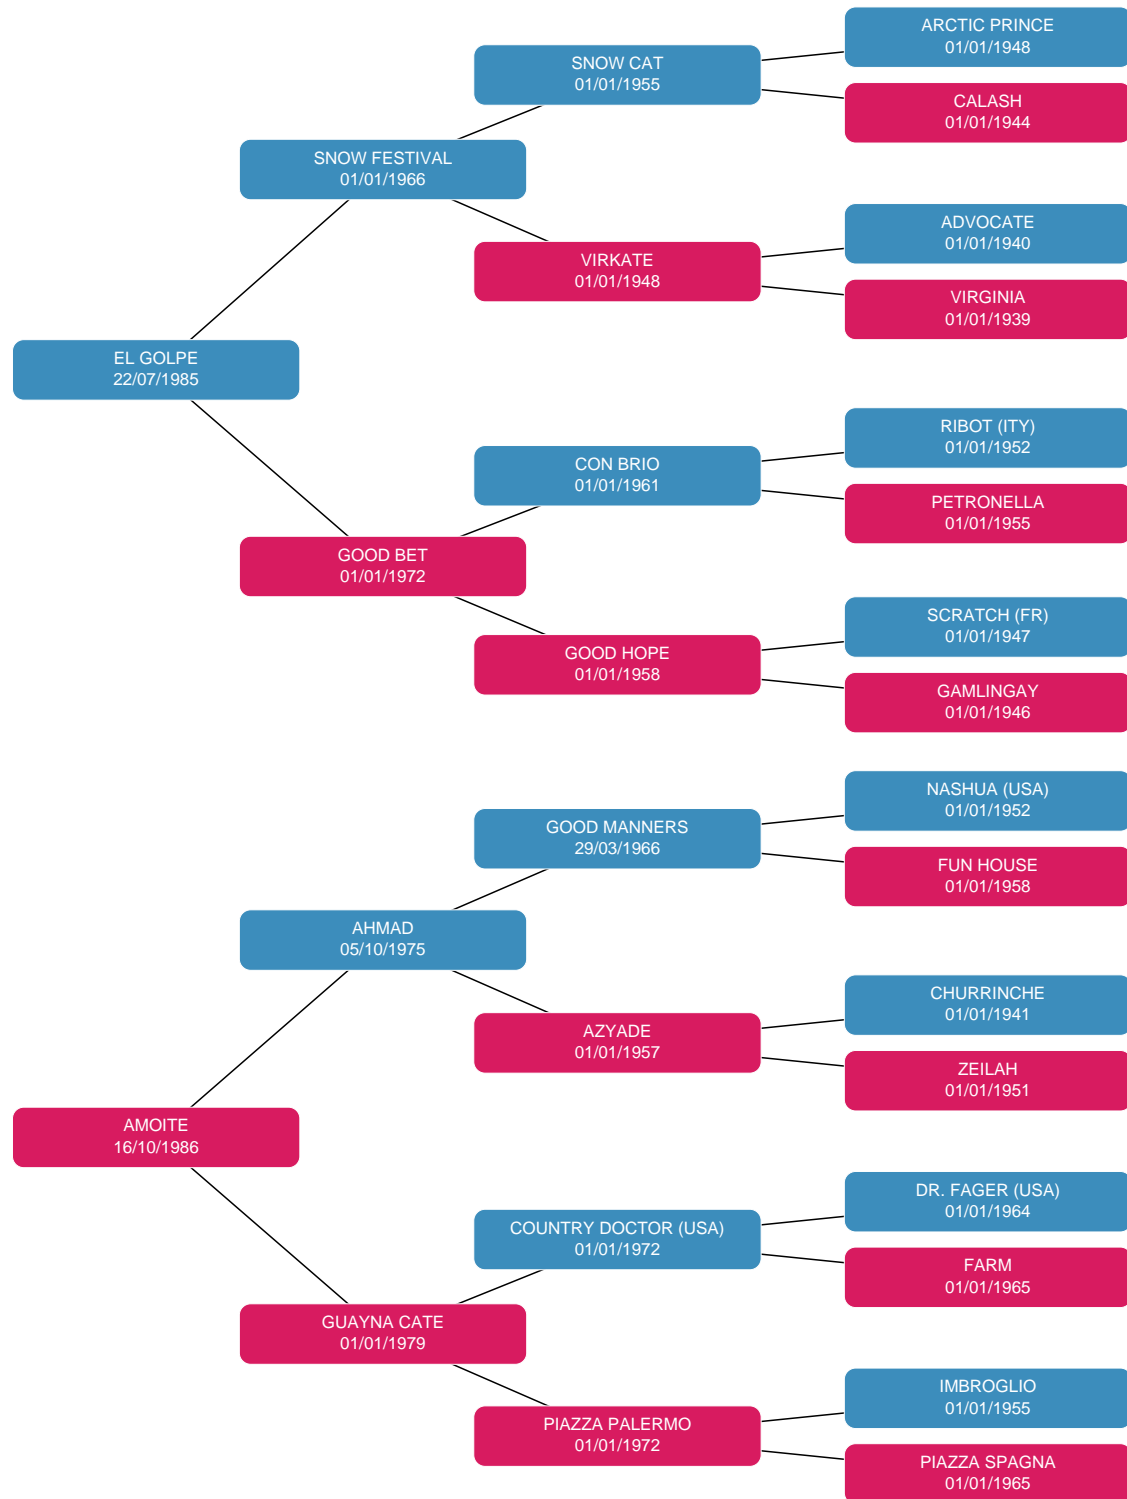 ARCTIC PRINCE
01/01/1948
SNOW CAT
01/01/1955
CALASH
01/01/1944
SNOW FESTIVAL
01/01/1966
ADVOCATE
01/01/1940
VIRKATE
01/01/1948
VIRGINIA
01/01/1939
EL GOLPE
22/07/1985
RIBOT (ITY)
01/01/1952
CON BRIO
01/01/1961
PETRONELLA
01/01/1955
GOOD BET
01/01/1972
SCRATCH (FR)
01/01/1947
GOOD HOPE
01/01/1958
GAMLINGAY
01/01/1946
NASHUA (USA)
01/01/1952
GOOD MANNERS
29/03/1966
FUN HOUSE
01/01/1958
AHMAD
05/10/1975
CHURRINCHE
01/01/1941
AZYADE
01/01/1957
ZEILAH
01/01/1951
AMOITE
16/10/1986
DR. FAGER (USA)
01/01/1964
COUNTRY DOCTOR (USA)
01/01/1972
FARM
01/01/1965
GUAYNA CATE
01/01/1979
IMBROGLIO
01/01/1955
PIAZZA PALERMO
01/01/1972
PIAZZA SPAGNA
01/01/1965